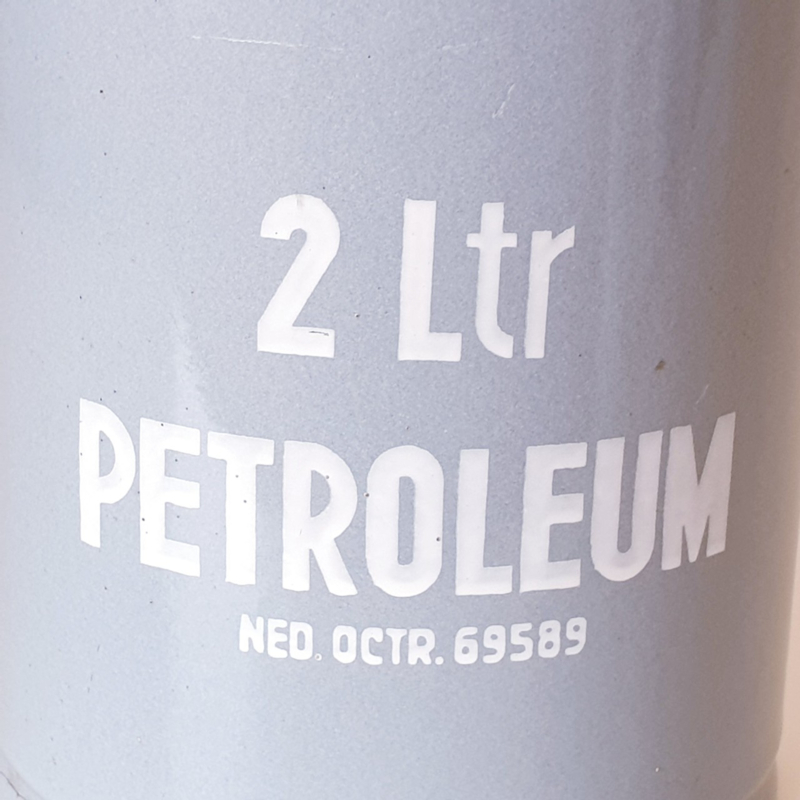 2 Ltr
PETROLEUM
NED. OCTR. 69589